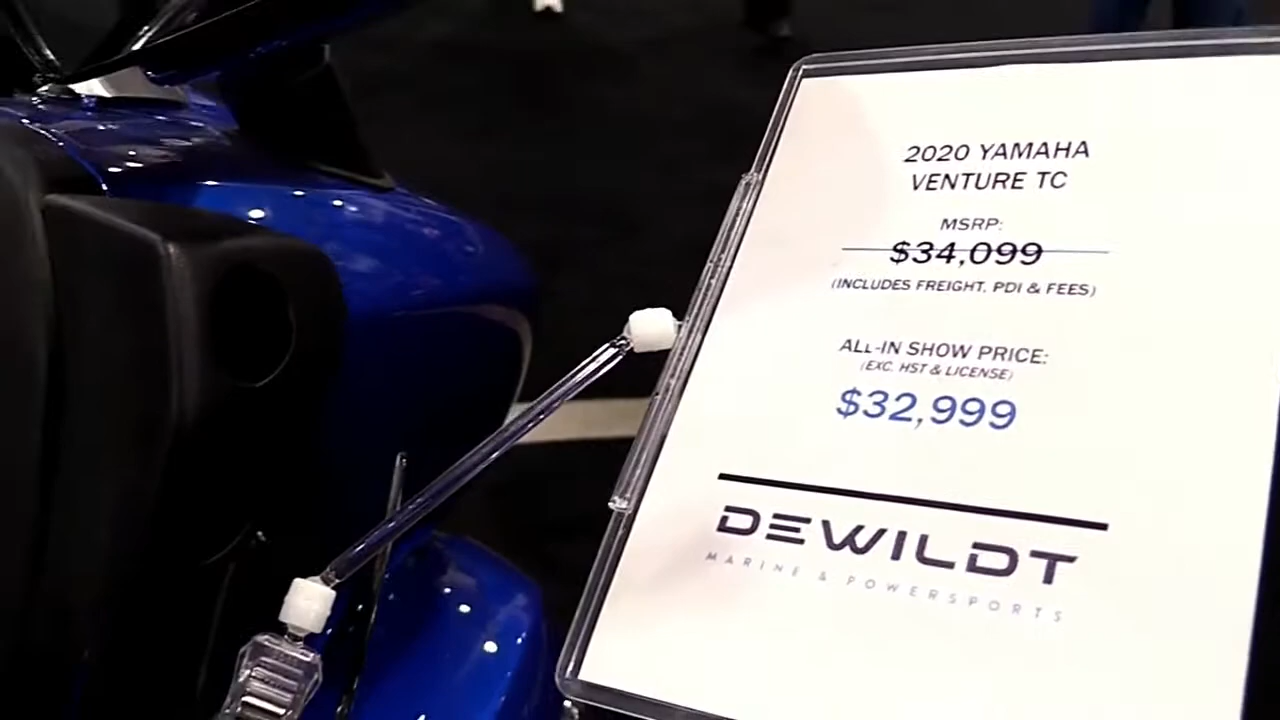 2020 YAMAHA
VENTURE TC
MSRP:
$34,099
(INCLUDES FREIGHT, PDI & FEES)
ALL-IN SHOW PRICE:
(EXC. HST & LICENSE)
$32,999
DEWILDT
MARINE & POWERSPORTS